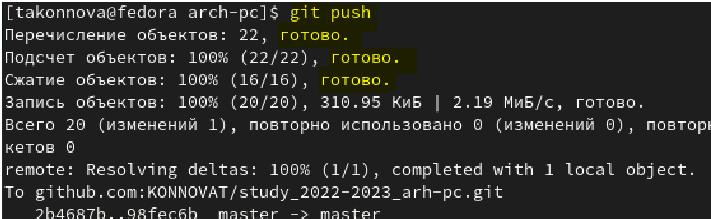 [takonnova@fedora arch-pc]$ git push
Перечисление объектов: 22, готово.
Подсчет объектов: 100% (22/22), готово.
Сжатие объектов: 100% (16/16), готово.
Запись объектов: 100% (20/20), 310.95 КиБ | 2.19 МиБ/с, готово.
Всего 20 (изменений 1), повторно использовано 0 (изменений 0), повтор
кетов 0
remote: Resolving deltas: 100% (1/1), completed with 1 local object.
To github.com:KONNOVAT/study_2022-2023_arh-pc.git
2b4687b..98fec6b master -> master